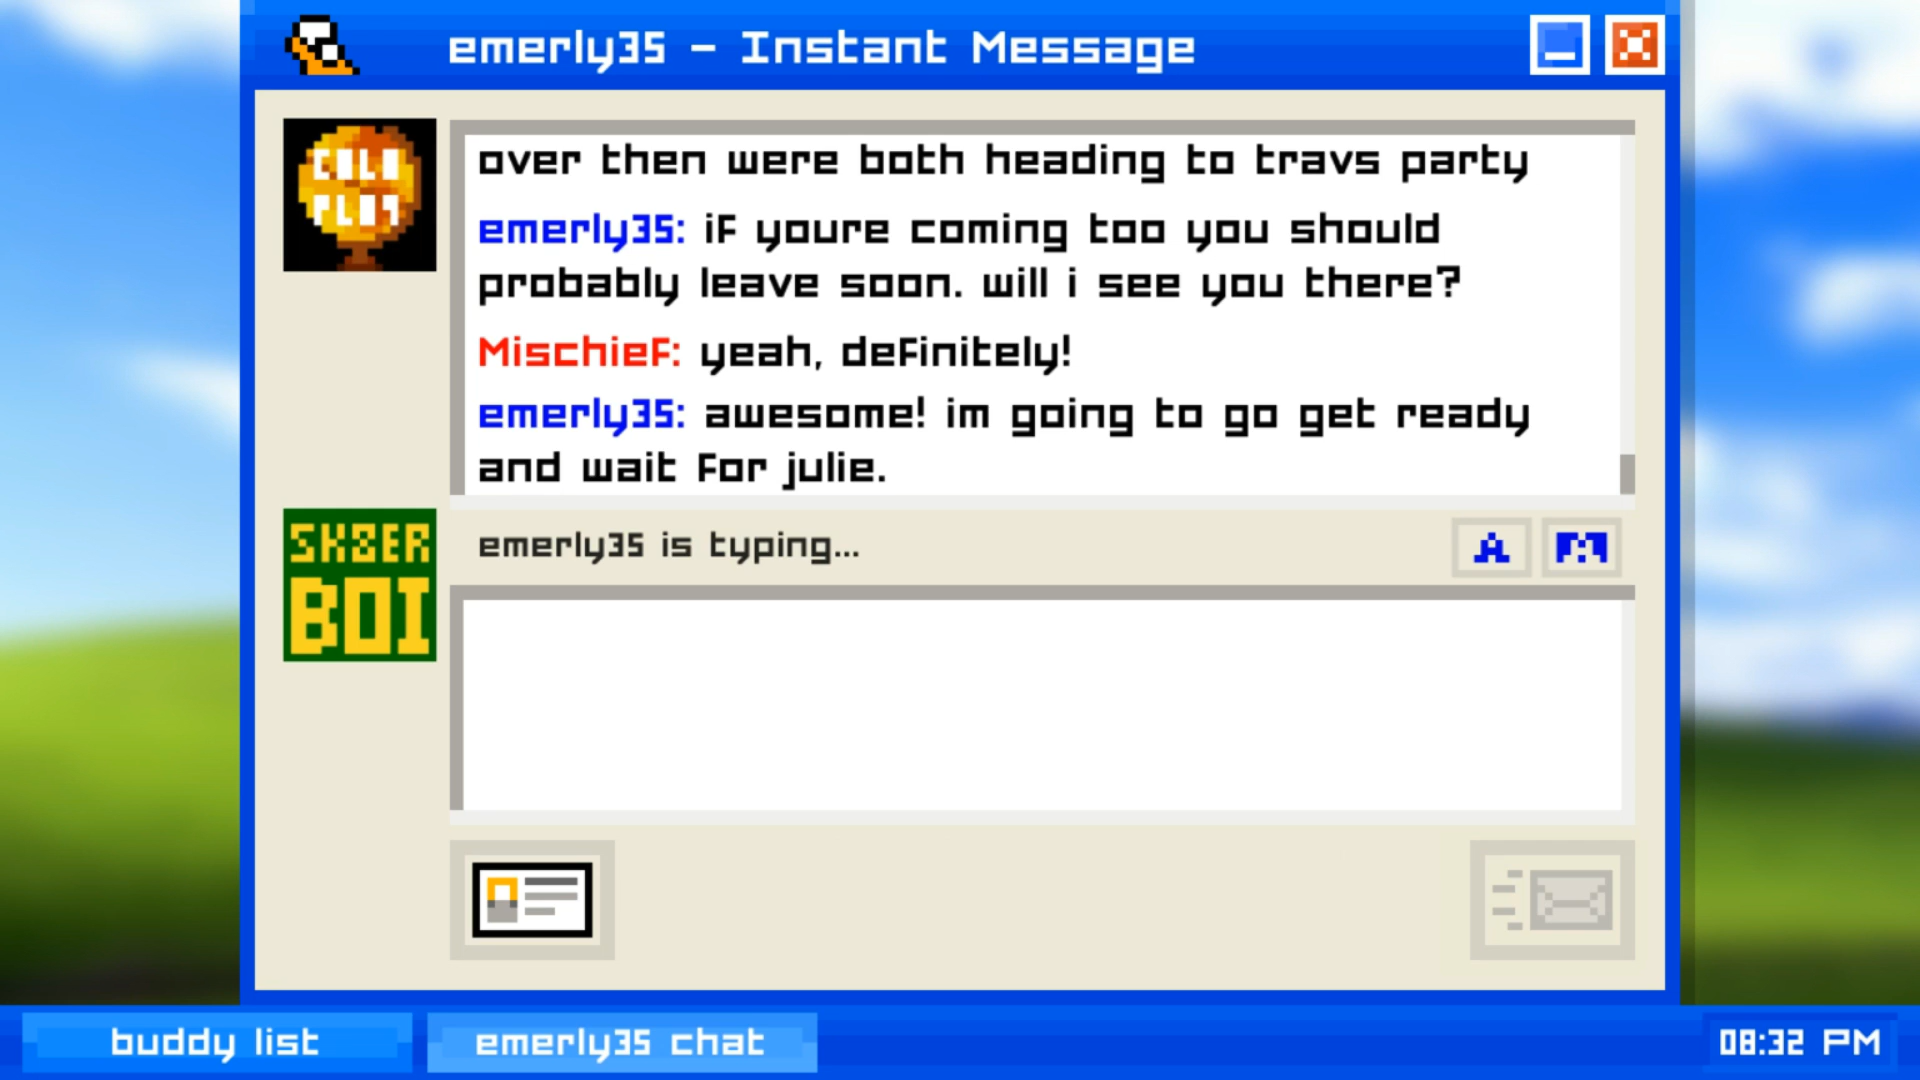 emerly35 - Instant Message
over then were both heading to travs party
emerly35: if youre coming too you should
probably leave soon. will i see you there?
Mischief: yeah, definitely!
emerly35: awesome! im going to go get ready
and wait for julie.
SK8ER
BOI
emerly35 is typing...
A
buddy list
emerly35 chat
08:32 PM